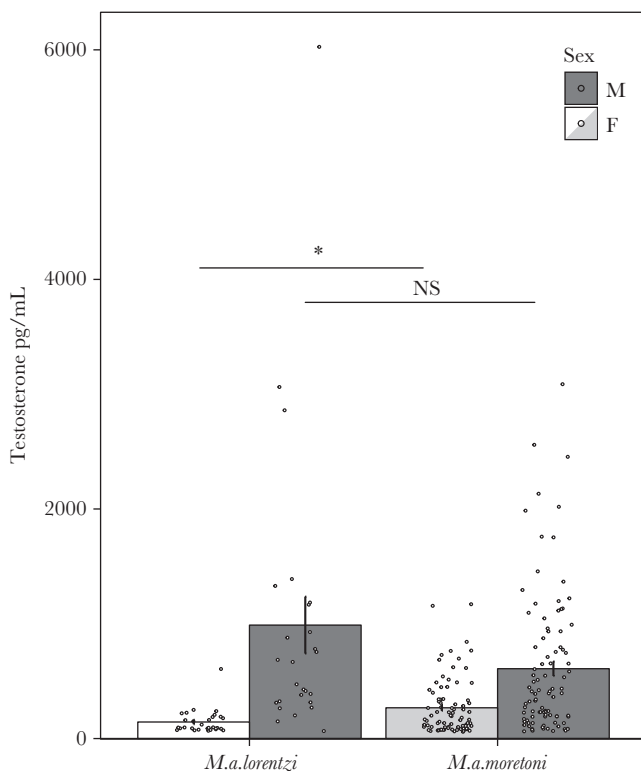 6000
Sex
M
F
*
4000
NS
Testosterone pg/mL
2000
0
M.a.lorentzi M.a.moretoni